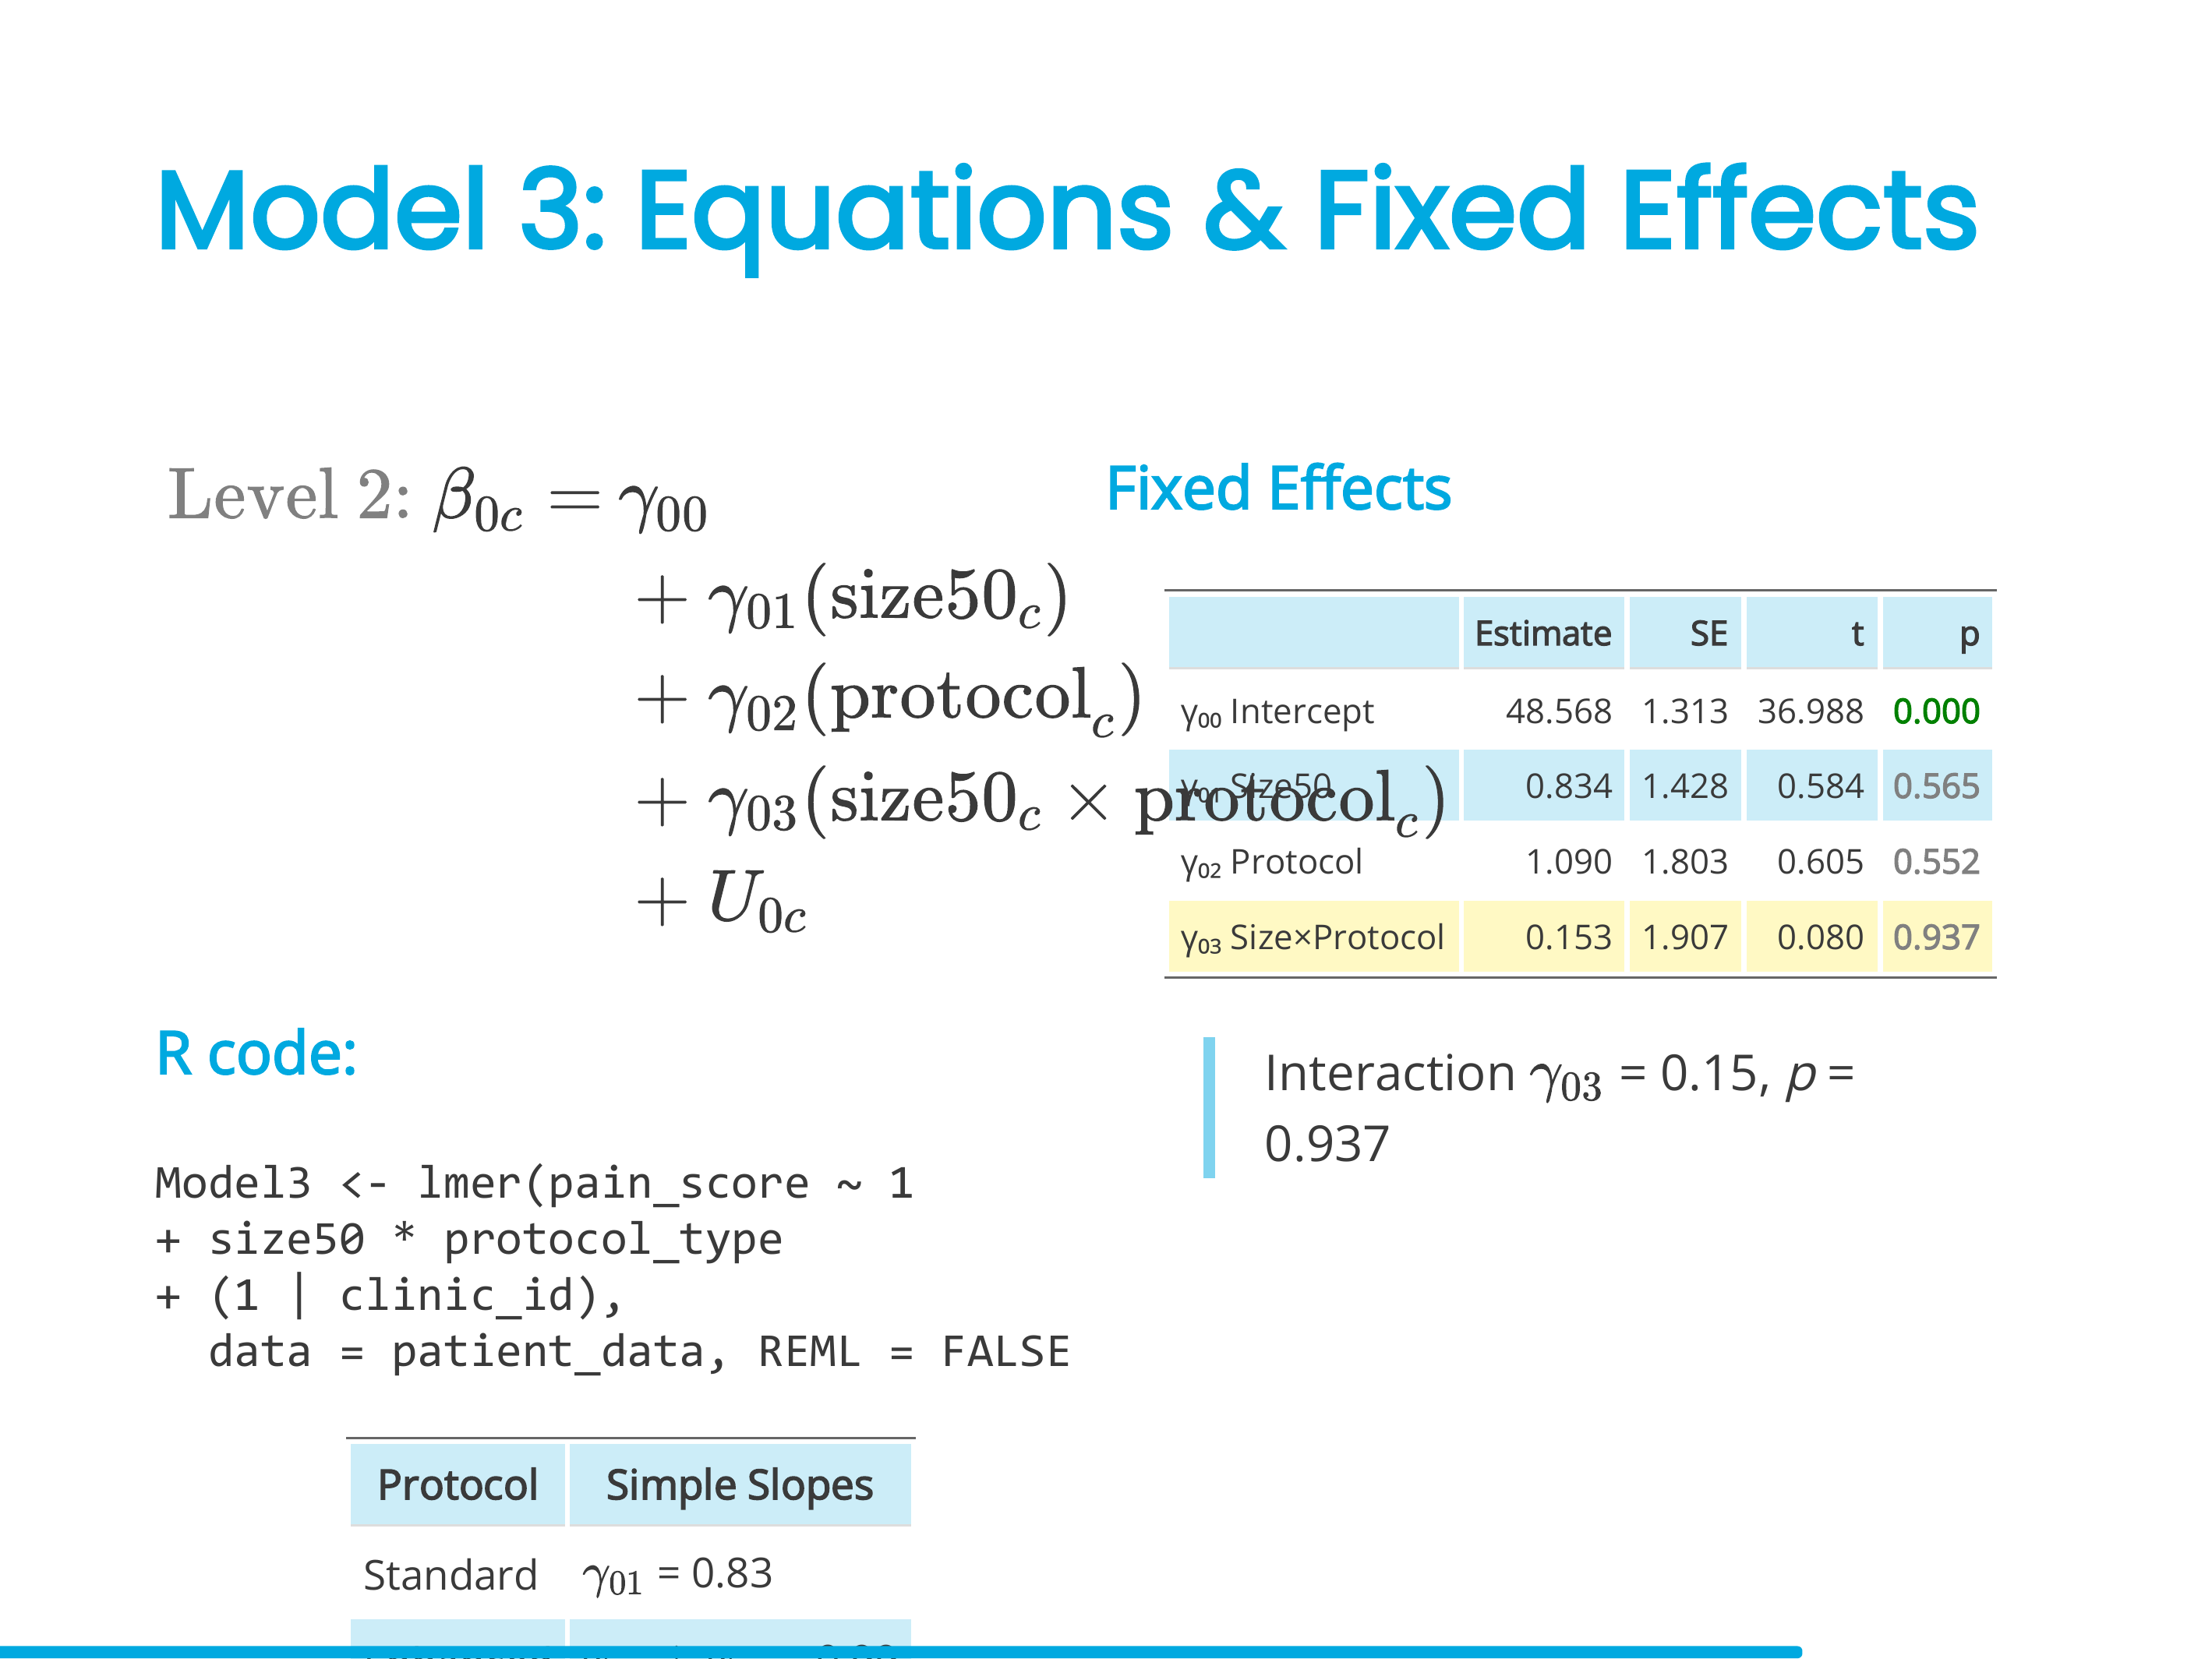 Model 3: Equations & Fixed Effects
Level 2: β0c = γ00
+ γ01(size50c)
+ γ02(protocolc)
+ γ03(size50c × protocolc)
+ U0c
R code:
Model3 <- lmer(pain_score ~ 1
+ size50 * protocol_type
+ (1 | clinic_id),
data = patient_data, REML = FALSE
Protocol Simple Slopes
Standard γ01 = 0.83
Fixed Effects
Estimate SE t p
γ00 Intercept 48.568 1.313 36.988 0.000
γ01 Size50 0.834 1.428 0.584 0.565
γ02 Protocol 1.090 1.803 0.605 0.552
γ03 Size×Protocol 0.153 1.907 0.080 0.937
Interaction γ03 = 0.15, p =
0.937